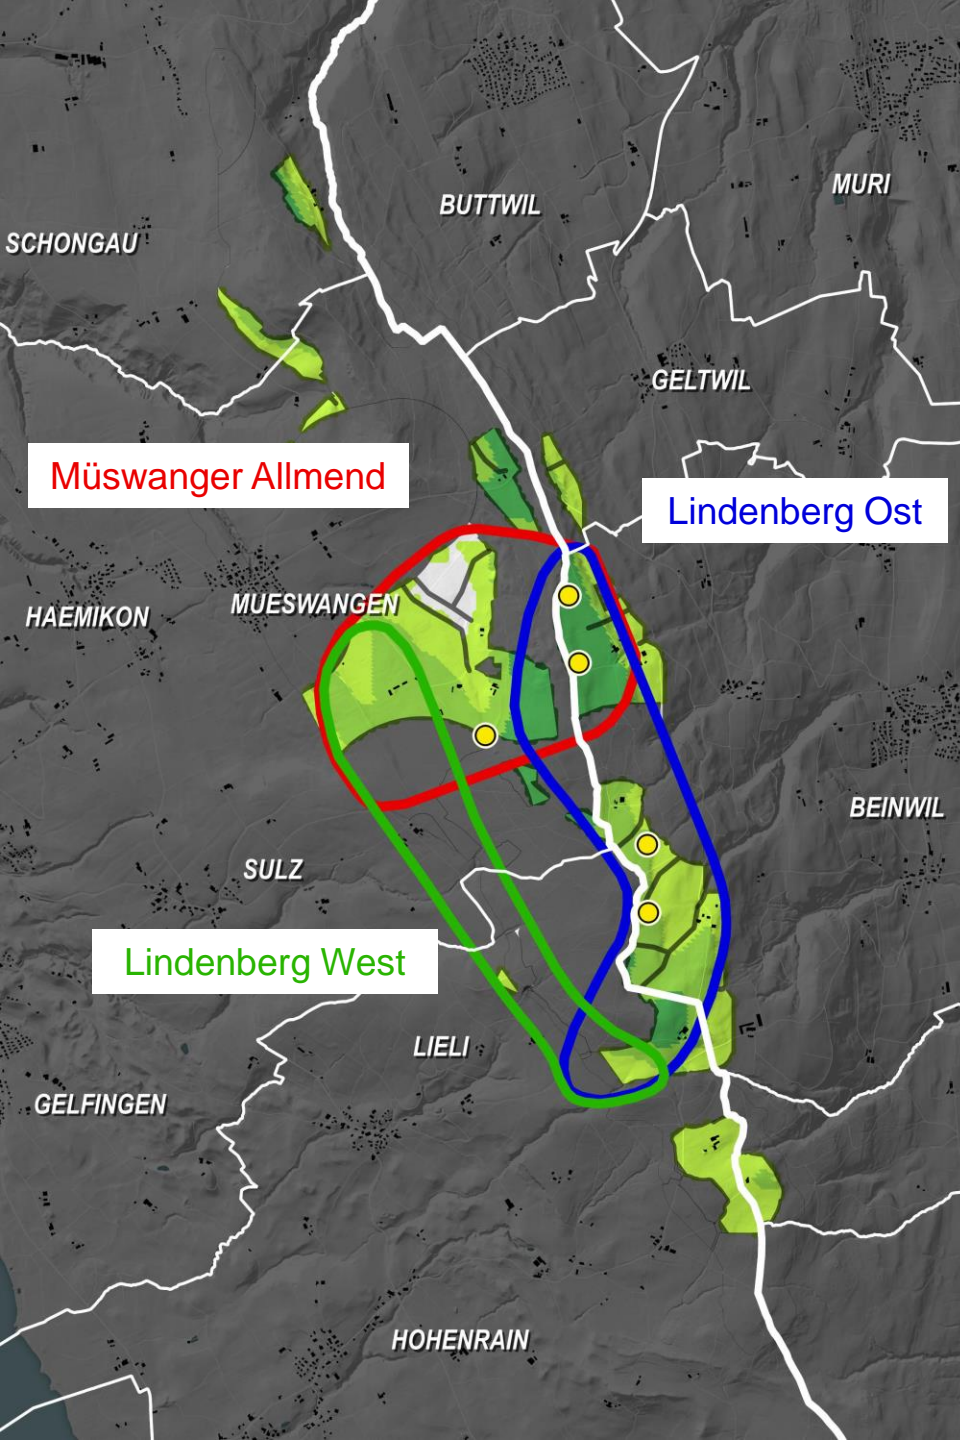 MURI
BUTTWIL
SCHONGAU
GELTWIL
Müswanger Allmend
Lindenberg Ost
MUESWANGEN
HAEMIKON
BEINWIL
SULZ
Lindenberg West
LIELI
GELFINGEN
HOHENRAIN